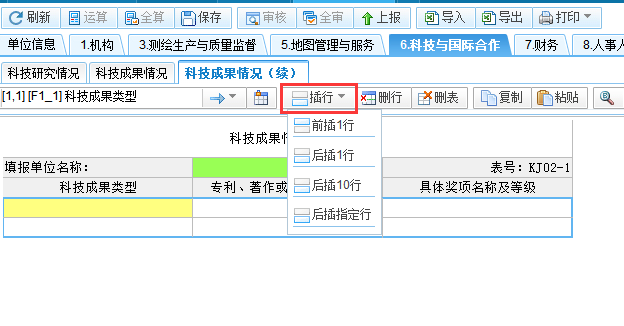 刷新 运算 全算 保存 审核 全审 上报 导入 导出 打印
单位信息 1.机构 3.测绘生产与质量监督 5.地图管理与服务 6.科技与国际合作 7.财务 8.人事人
科技研究情况 科技成果情况 科技成果情况（续）
[1,1][F1_1]科技成果类型 插行 删行 删表 复制 粘贴
前插1行
后插1行
后插10行
后插指定行
科技成果情
填报单位名称： 表号：KJ02-1
科技成果类型 专利、著作或 具体奖项名称及等级